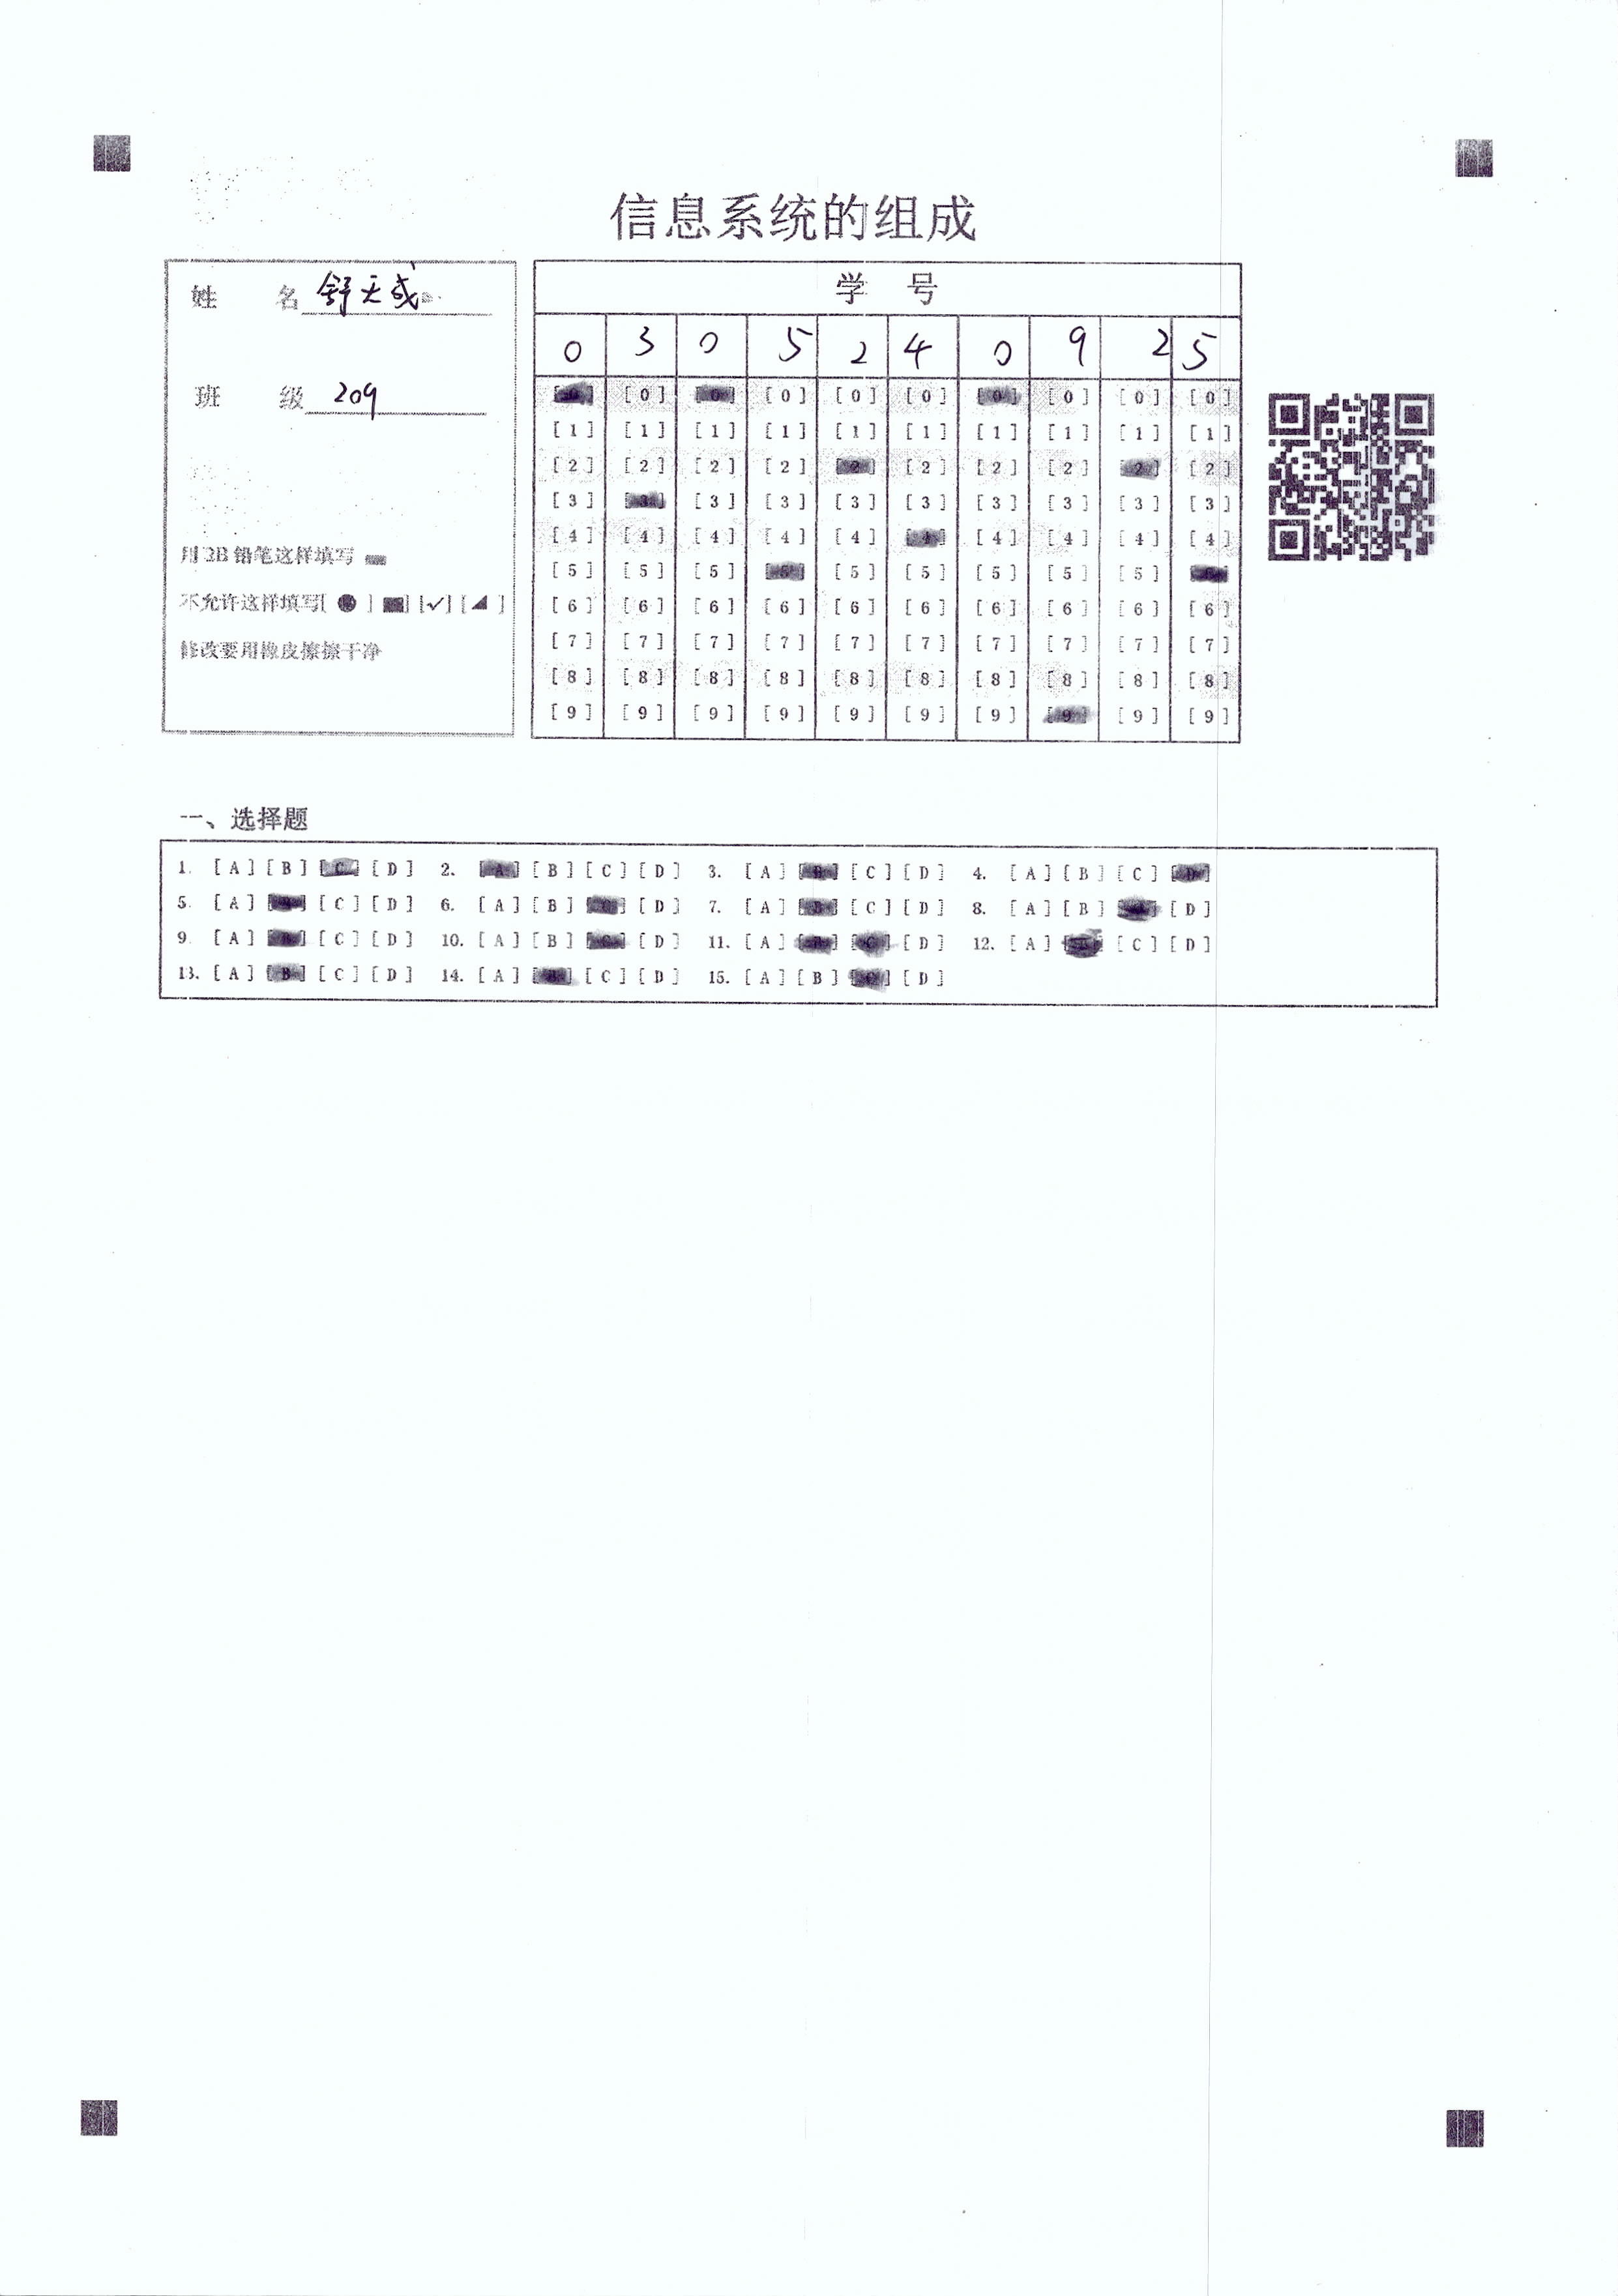 信息系统的组成
姓 名 舒天成
班 级 209
用2B铅笔这样填写
不允许这样填写[ ● ] [■] [✓] [◢ ]
修改要用橡皮擦擦干净
学 号
0 3 0 5 2 4 0 9 2 5
[0] [0] [0] [0] [0] [0] [0] [0] [0] [0]
[1] [1] [1] [1] [1] [1] [1] [1] [1] [1]
[2] [2] [2] [2] [2] [2] [2] [2] [2] [2]
[3] [3] [3] [3] [3] [3] [3] [3] [3] [3]
[4] [4] [4] [4] [4] [4] [4] [4] [4] [4]
[5] [5] [5] [5] [5] [5] [5] [5] [5] [5]
[6] [6] [6] [6] [6] [6] [6] [6] [6] [6]
[7] [7] [7] [7] [7] [7] [7] [7] [7] [7]
[8] [8] [8] [8] [8] [8] [8] [8] [8] [8]
[9] [9] [9] [9] [9] [9] [9] [9] [9] [9]
一、选择题
1. [A] [B] [C] [D] 2. [A] [B] [C] [D] 3. [A] [B] [C] [D] 4. [A] [B] [C] [D]
5. [A] [B] [C] [D] 6. [A] [B] [C] [D] 7. [A] [B] [C] [D] 8. [A] [B] [C] [D]
9. [A] [B] [C] [D] 10. [A] [B] [C] [D] 11. [A] [B] [C] [D] 12. [A] [B] [C] [D]
13. [A] [B] [C] [D] 14. [A] [B] [C] [D] 15. [A] [B] [C] [D]